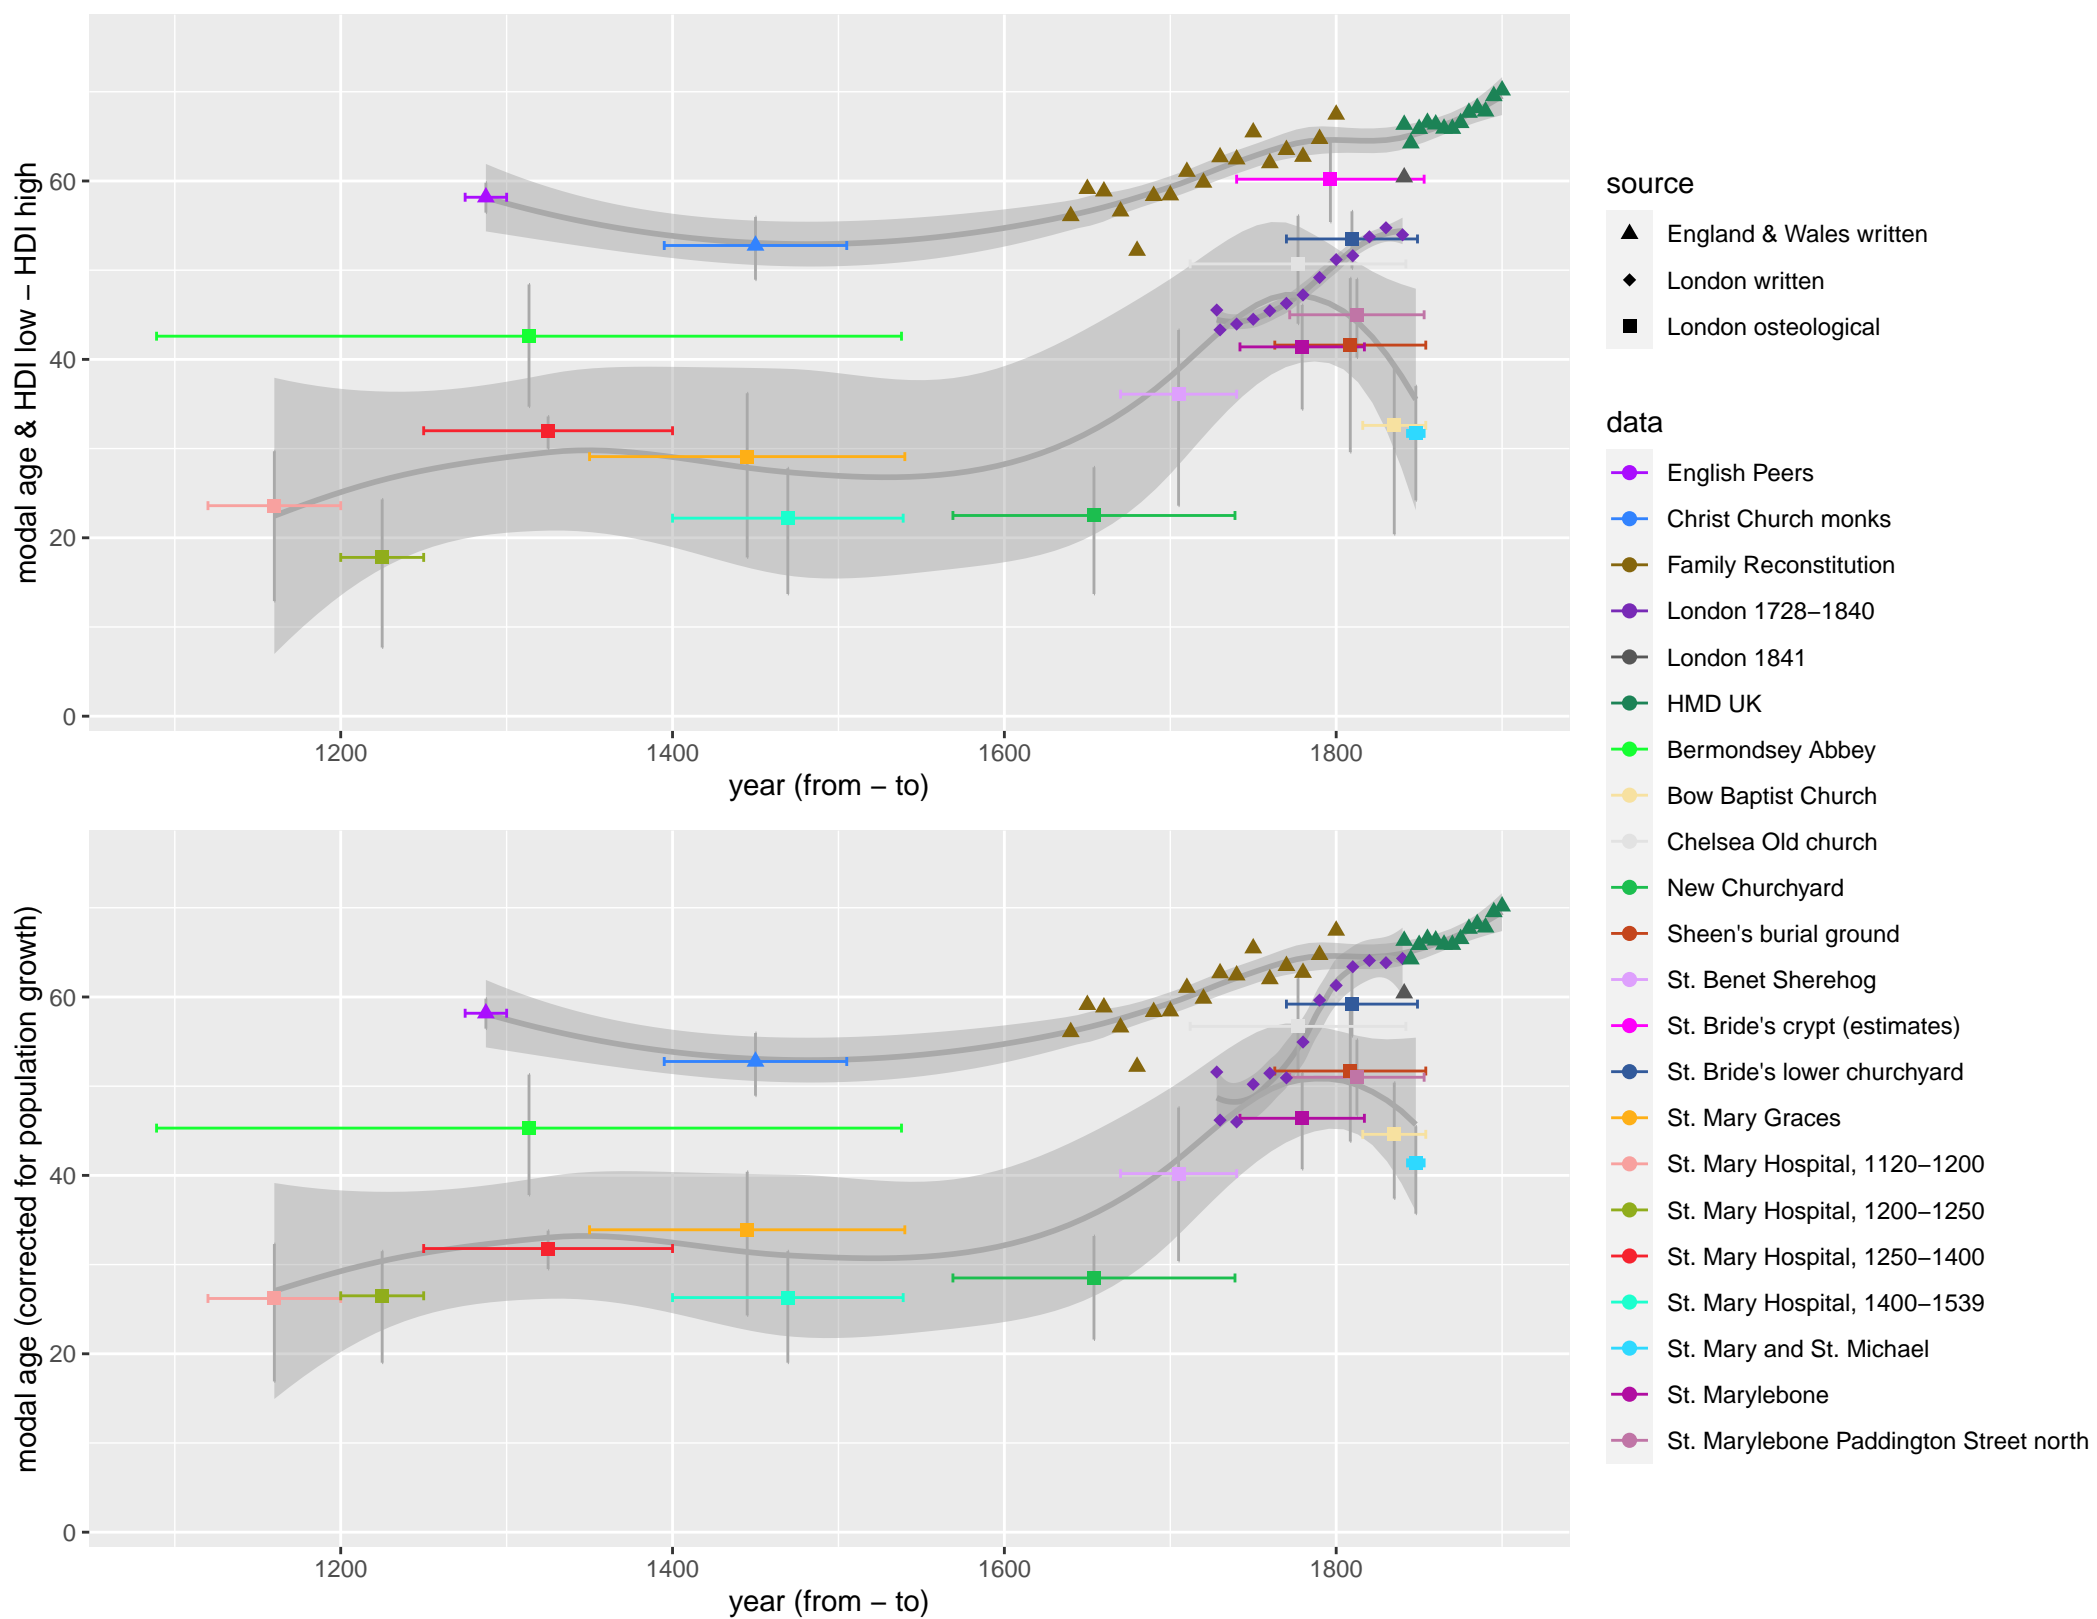 modal age & HDI low – HDI high
60
40
20
0
1200 1400 1600 1800
year (from – to)
modal age (corrected for population growth)
60
40
20
0
1200 1400 1600 1800
year (from – to)
source
England & Wales written
London written
London osteological
data
English Peers
Christ Church monks
Family Reconstitution
London 1728–1840
London 1841
HMD UK
Bermondsey Abbey
Bow Baptist Church
Chelsea Old church
New Churchyard
Sheen's burial ground
St. Benet Sherehog
St. Bride's crypt (estimates)
St. Bride's lower churchyard
St. Mary Graces
St. Mary Hospital, 1120–1200
St. Mary Hospital, 1200–1250
St. Mary Hospital, 1250–1400
St. Mary Hospital, 1400–1539
St. Mary and St. Michael
St. Marylebone
St. Marylebone Paddington Street north